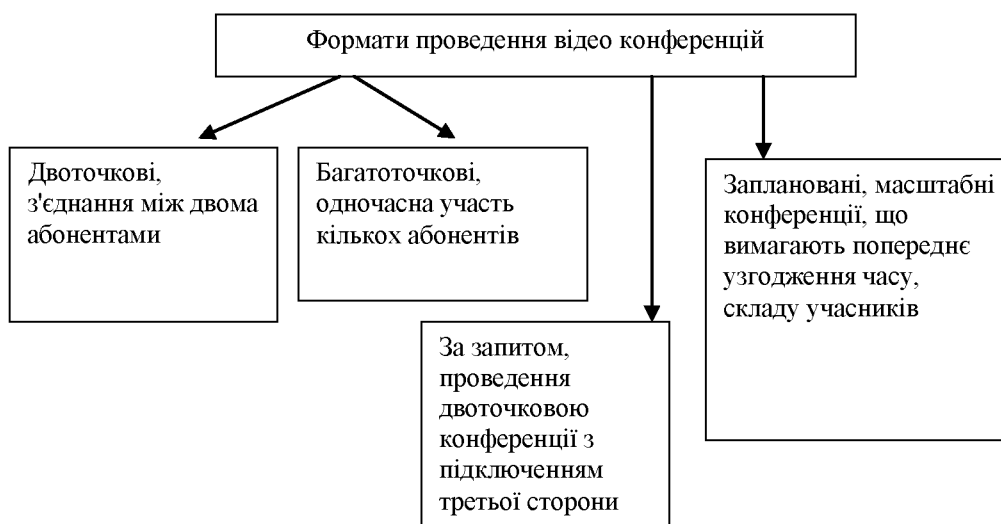 Формати проведення відео конференцій
Двоточкові,
з'єднання між двома
абонентами
Багатоточкові,
одночасна участь
кількох абонентів
За запитом,
проведення
двоточковою
конференції з
підключенням
третьої сторони
Заплановані, масштабні
конференції, що
вимагають попереднє
узгодження часу,
складу учасників